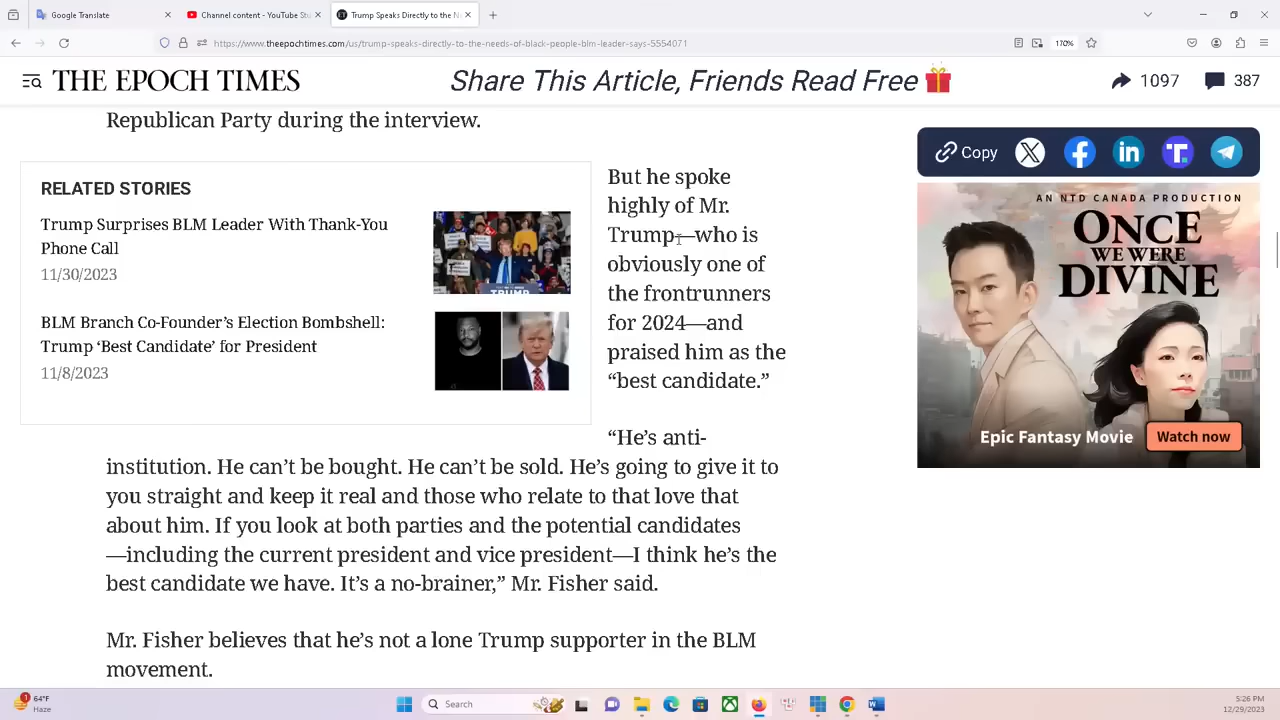 Google Translate
Channel content - YouTube Stu
Trump Speaks Directly to the N
https://www.theepochtimes.com/us/trump-speaks-directly-to-the-needs-of-black-people-blm-leader-says-5554071
170%
THE EPOCH TIMES
Share This Article, Friends Read Free
1097
387
Republican Party during the interview.
RELATED STORIES
Trump Surprises BLM Leader With Thank-You
Phone Call
11/30/2023
TRUMP
BLM Branch Co-Founder’s Election Bombshell:
Trump ‘Best Candidate’ for President
11/8/2023
But he spoke
highly of Mr.
Trump—who is
obviously one of
the frontrunners
for 2024—and
praised him as the
“best candidate.”
“He’s anti-
institution. He can’t be bought. He can’t be sold. He’s going to give it to
you straight and keep it real and those who relate to that love that
about him. If you look at both parties and the potential candidates
—including the current president and vice president—I think he’s the
best candidate we have. It’s a no-brainer,” Mr. Fisher said.
Mr. Fisher believes that he’s not a lone Trump supporter in the BLM
movement.
Copy
AN NTD CANADA PRODUCTION
ONCE
WE WERE
DIVINE
Epic Fantasy Movie
Watch now
1
64°F
Haze
Search
5:26 PM
12/29/2023